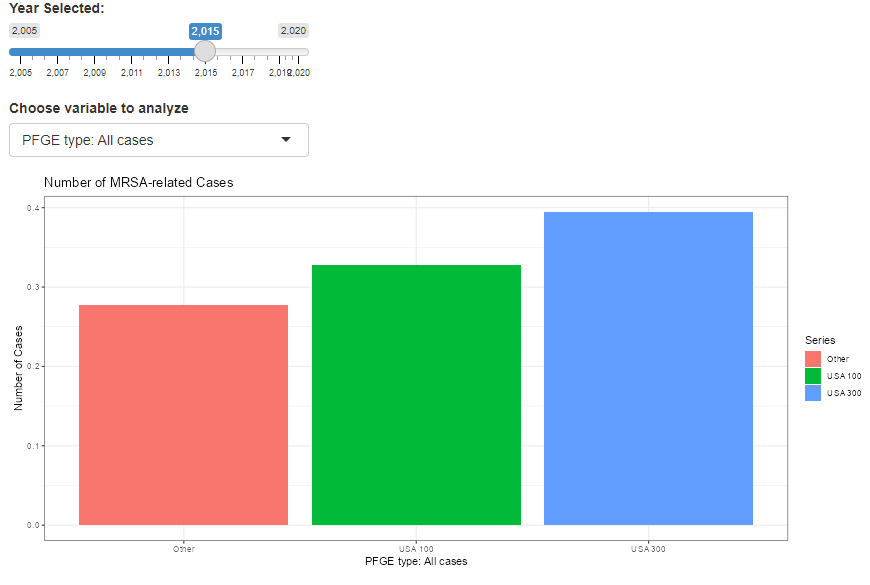 Year Selected:
2,005 2,015 2,020
2,005 2,007 2,009 2,011 2,013 2,015 2,017 2,019 2,020
Choose variable to analyze
PFGE type: All cases
Number of MRSA-related Cases
0.4
0.3
0.2
0.1
0.0
Number of Cases
Other USA 100 USA 300
PFGE type: All cases
Series
Other
USA 100
USA 300